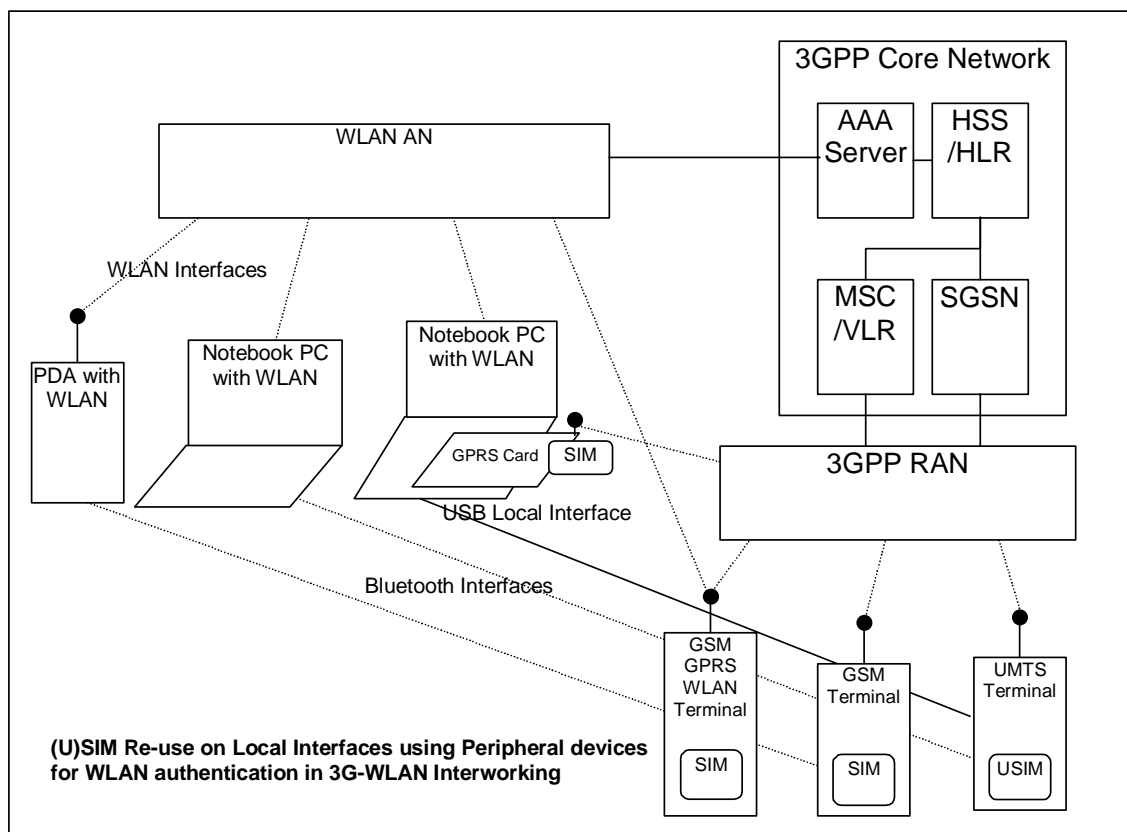 3GPP Core Network
AAA
Server
HSS
/HLR
WLAN AN
WLAN Interfaces
MSC
/VLR
SGSN
Notebook PC
with WLAN
Notebook PC
with WLAN
PDA with
WLAN
GPRS Card
SIM
3GPP RAN
USB Local Interface
Bluetooth Interfaces
GSM
GPRS
WLAN
Terminal
GSM
Terminal
UMTS
Terminal
(U)SIM Re-use on Local Interfaces using Peripheral devices
for WLAN authentication in 3G-WLAN Interworking
SIM
SIM
USIM